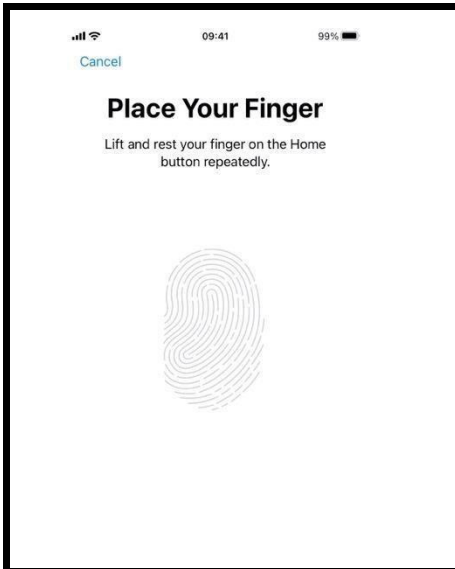 09:41 99%
Cancel
Place Your Finger
Lift and rest your finger on the Home
button repeatedly.